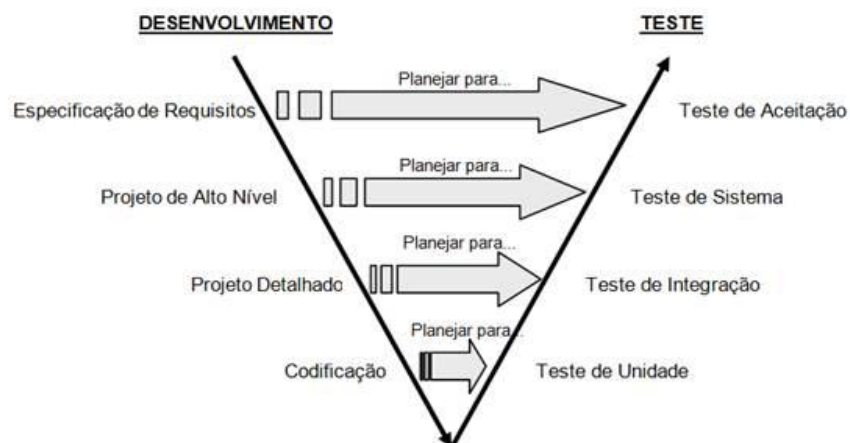 DESENVOLVIMENTO TESTE
Planejar para...
Especificação de Requisitos Teste de Aceitação
Planejar para...
Projeto de Alto Nível Teste de Sistema
Planejar para...
Projeto Detalhado Teste de Integração
Planejar para...
Codificação Teste de Unidade